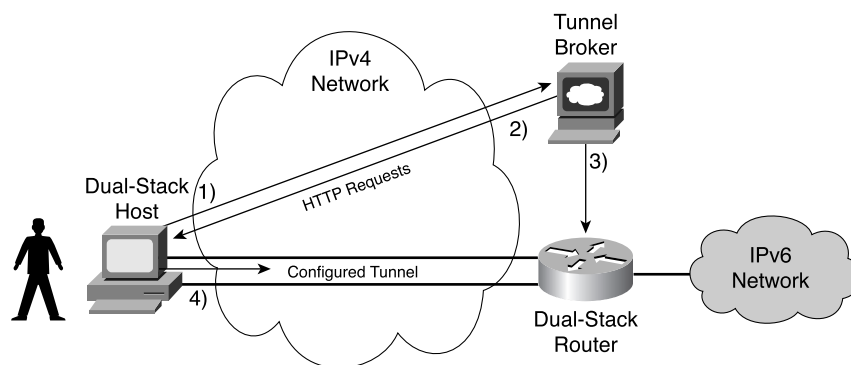 Tunnel
Broker
IPv4
Network
2)
3)
Dual-Stack
Host
1)
HTTP Requests
IPv6
Network
Configured Tunnel
4)
Dual-Stack
Router